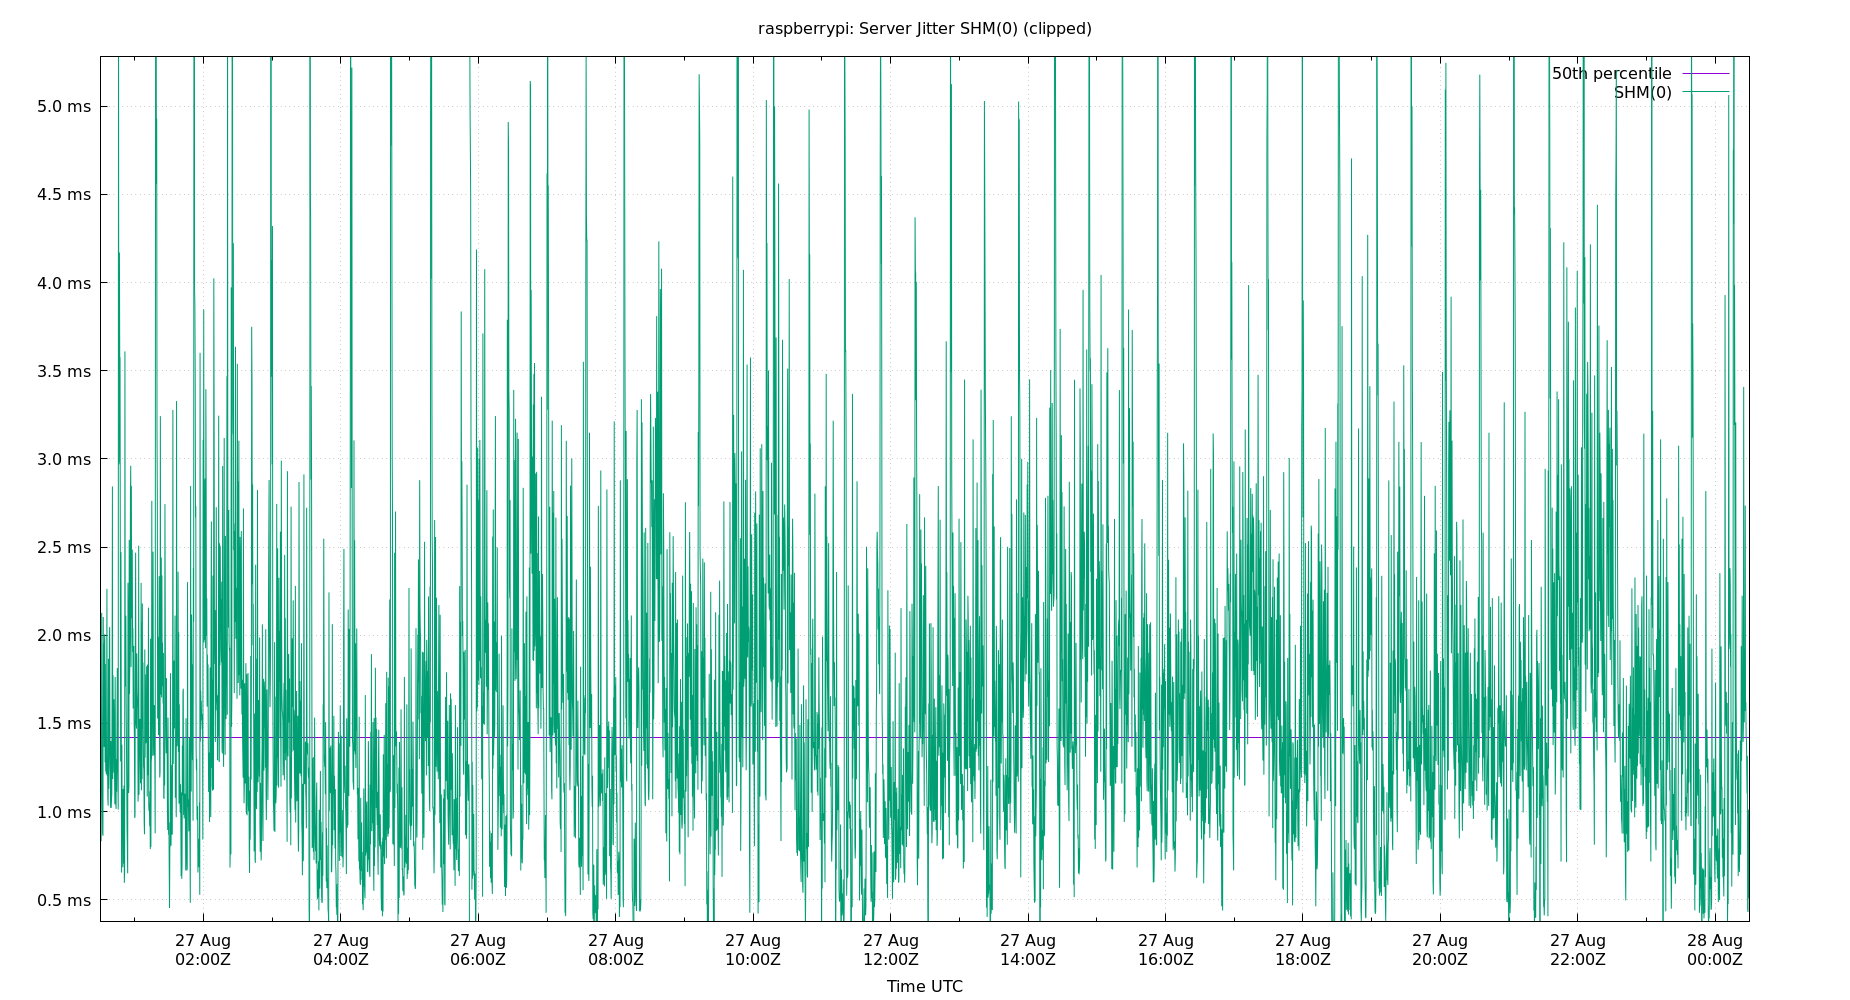 raspberrypi: Server Jitter SHM(0) (clipped)
50th percentile
SHM(0)
5.0 ms
4.5 ms
4.0 ms
3.5 ms
3.0 ms
2.5 ms
2.0 ms
1.5 ms
1.0 ms
0.5 ms
27 Aug 27 Aug 27 Aug 27 Aug 27 Aug 27 Aug 27 Aug 27 Aug 27 Aug 27 Aug 27 Aug 28 Aug
02:00Z 04:00Z 06:00Z 08:00Z 10:00Z 12:00Z 14:00Z 16:00Z 18:00Z 20:00Z 22:00Z 00:00Z
Time UTC